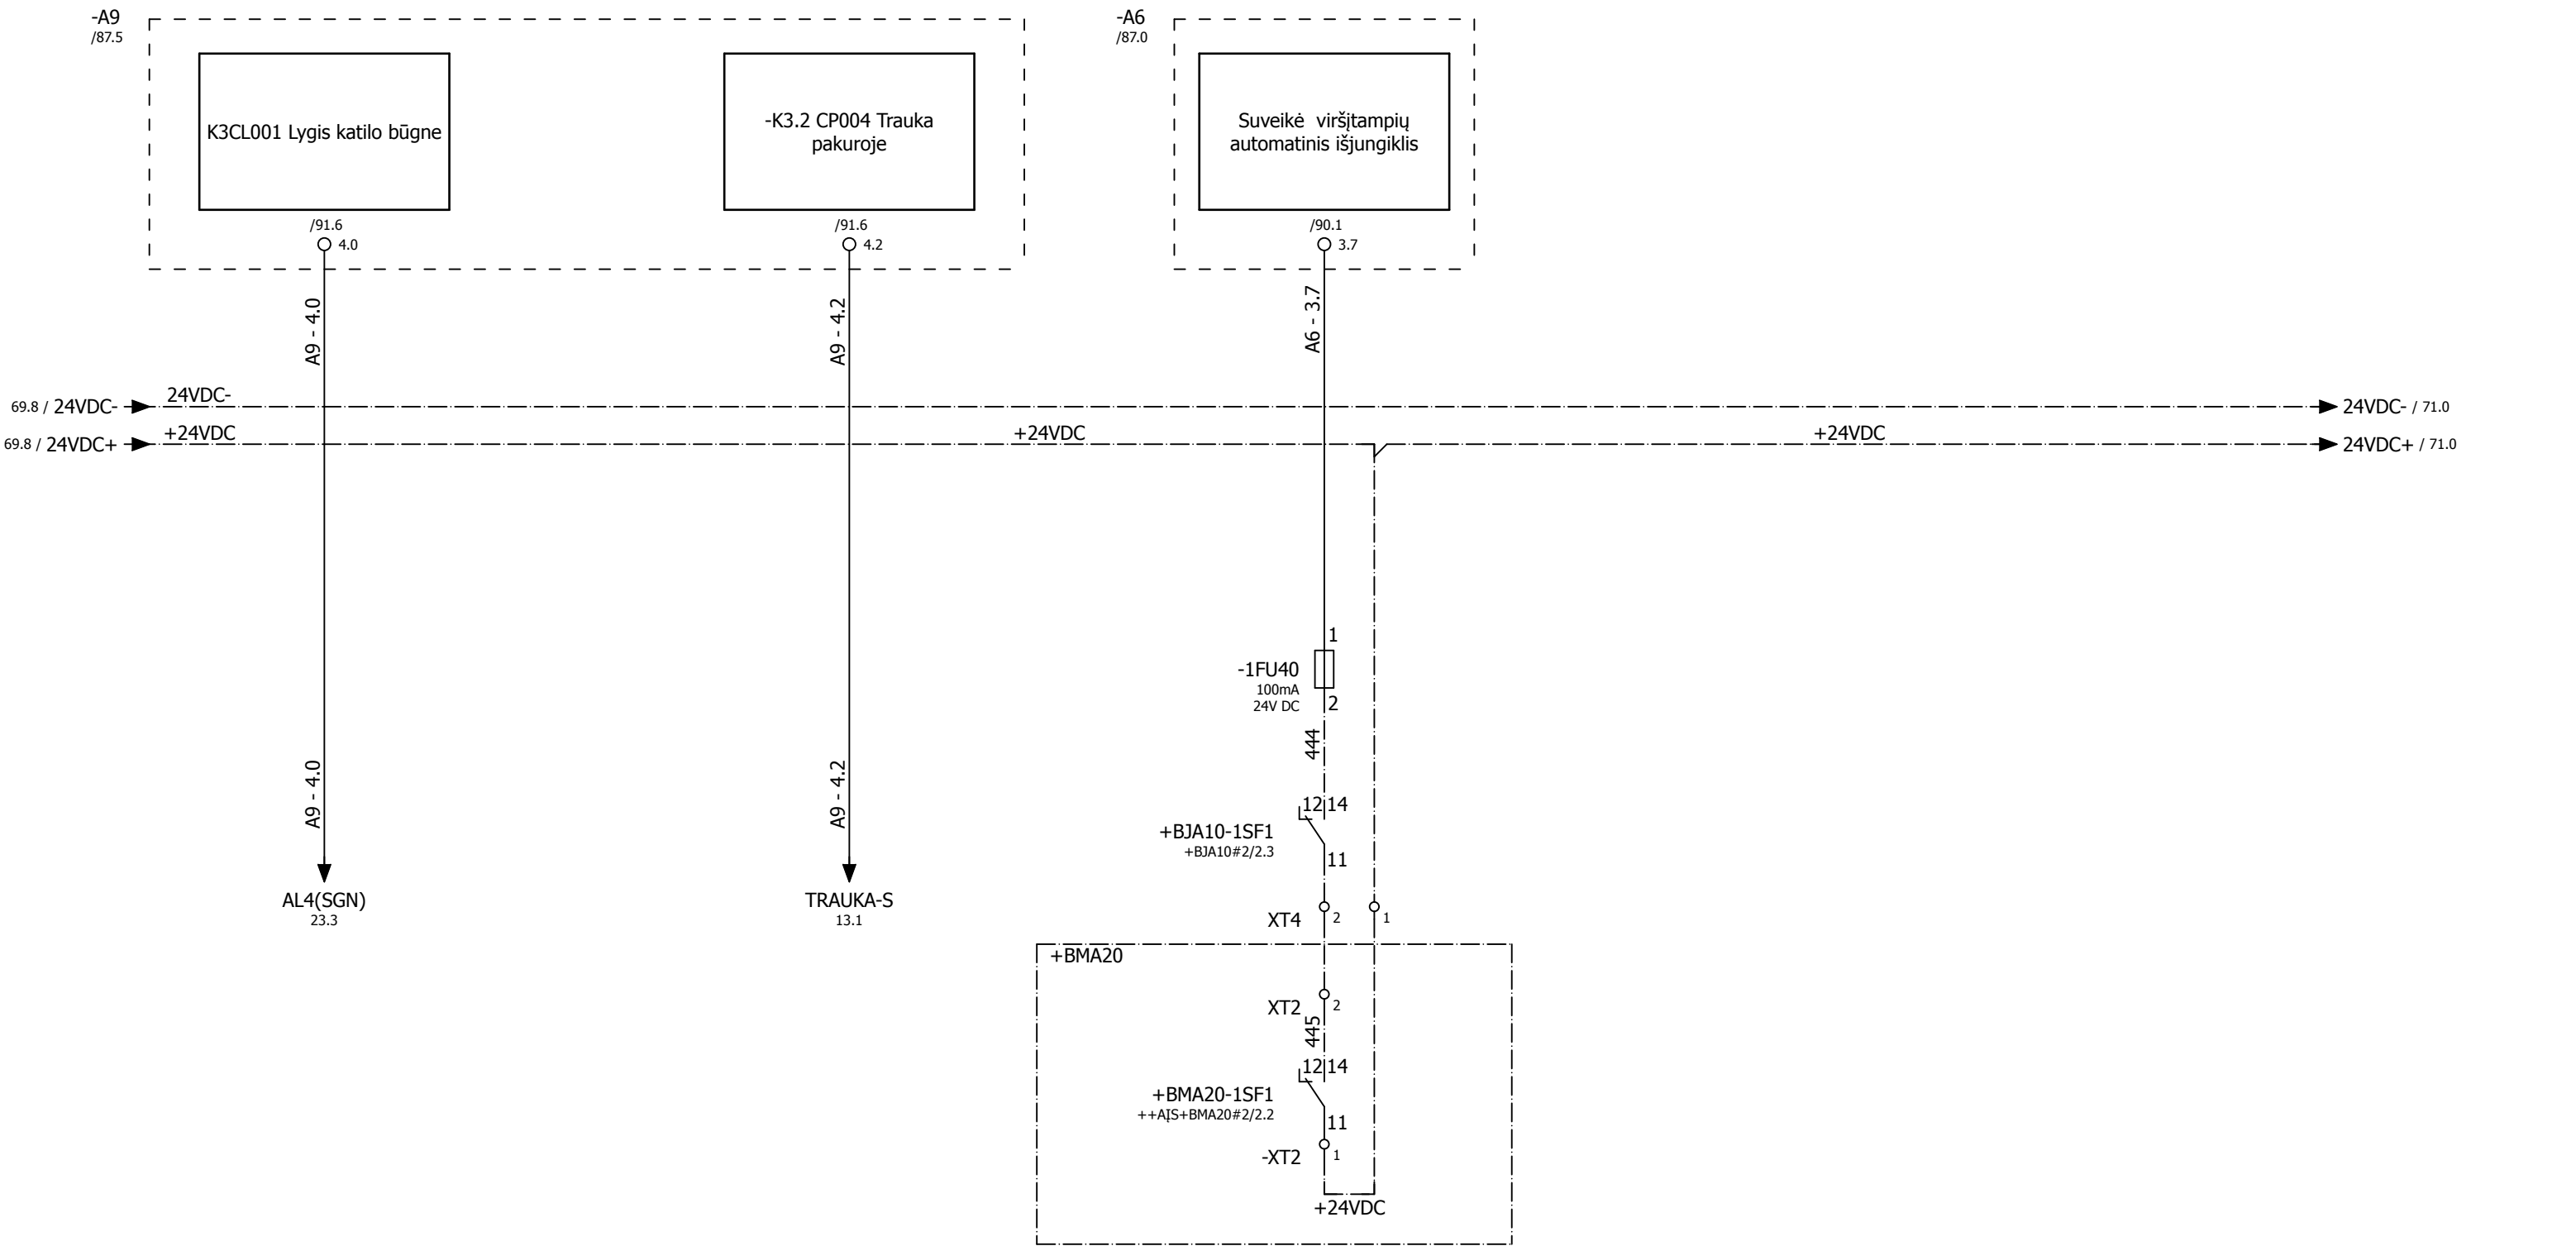 -A9
/87.5
-A6
/87.0
K3CL001 Lygis katilo būgne
-K3.2 CP004 Trauka
pakuroje
Suveikė  viršįtampių
automatinis išjungiklis
/91.6
4.0
/91.6
4.2
/90.1
3.7
A9 - 4.0
A9 - 4.2
A6 - 3.7
69.8 / 24VDC-
24VDC-
24VDC- / 71.0
69.8 / 24VDC+
+24VDC
+24VDC
+24VDC
24VDC+ / 71.0
1
-1FU40
100mA
24V DC
2
444
A9 - 4.0
A9 - 4.2
12 14
+BJA10-1SF1
+BJA10#2/2.3
11
AL4(SGN)
23.3
TRAUKA-S
13.1
XT4
2
1
+BMA20
XT2
2
445
12 14
+BMA20-1SF1
++AĮS+BMA20#2/2.2
11
-XT2
1
+24VDC